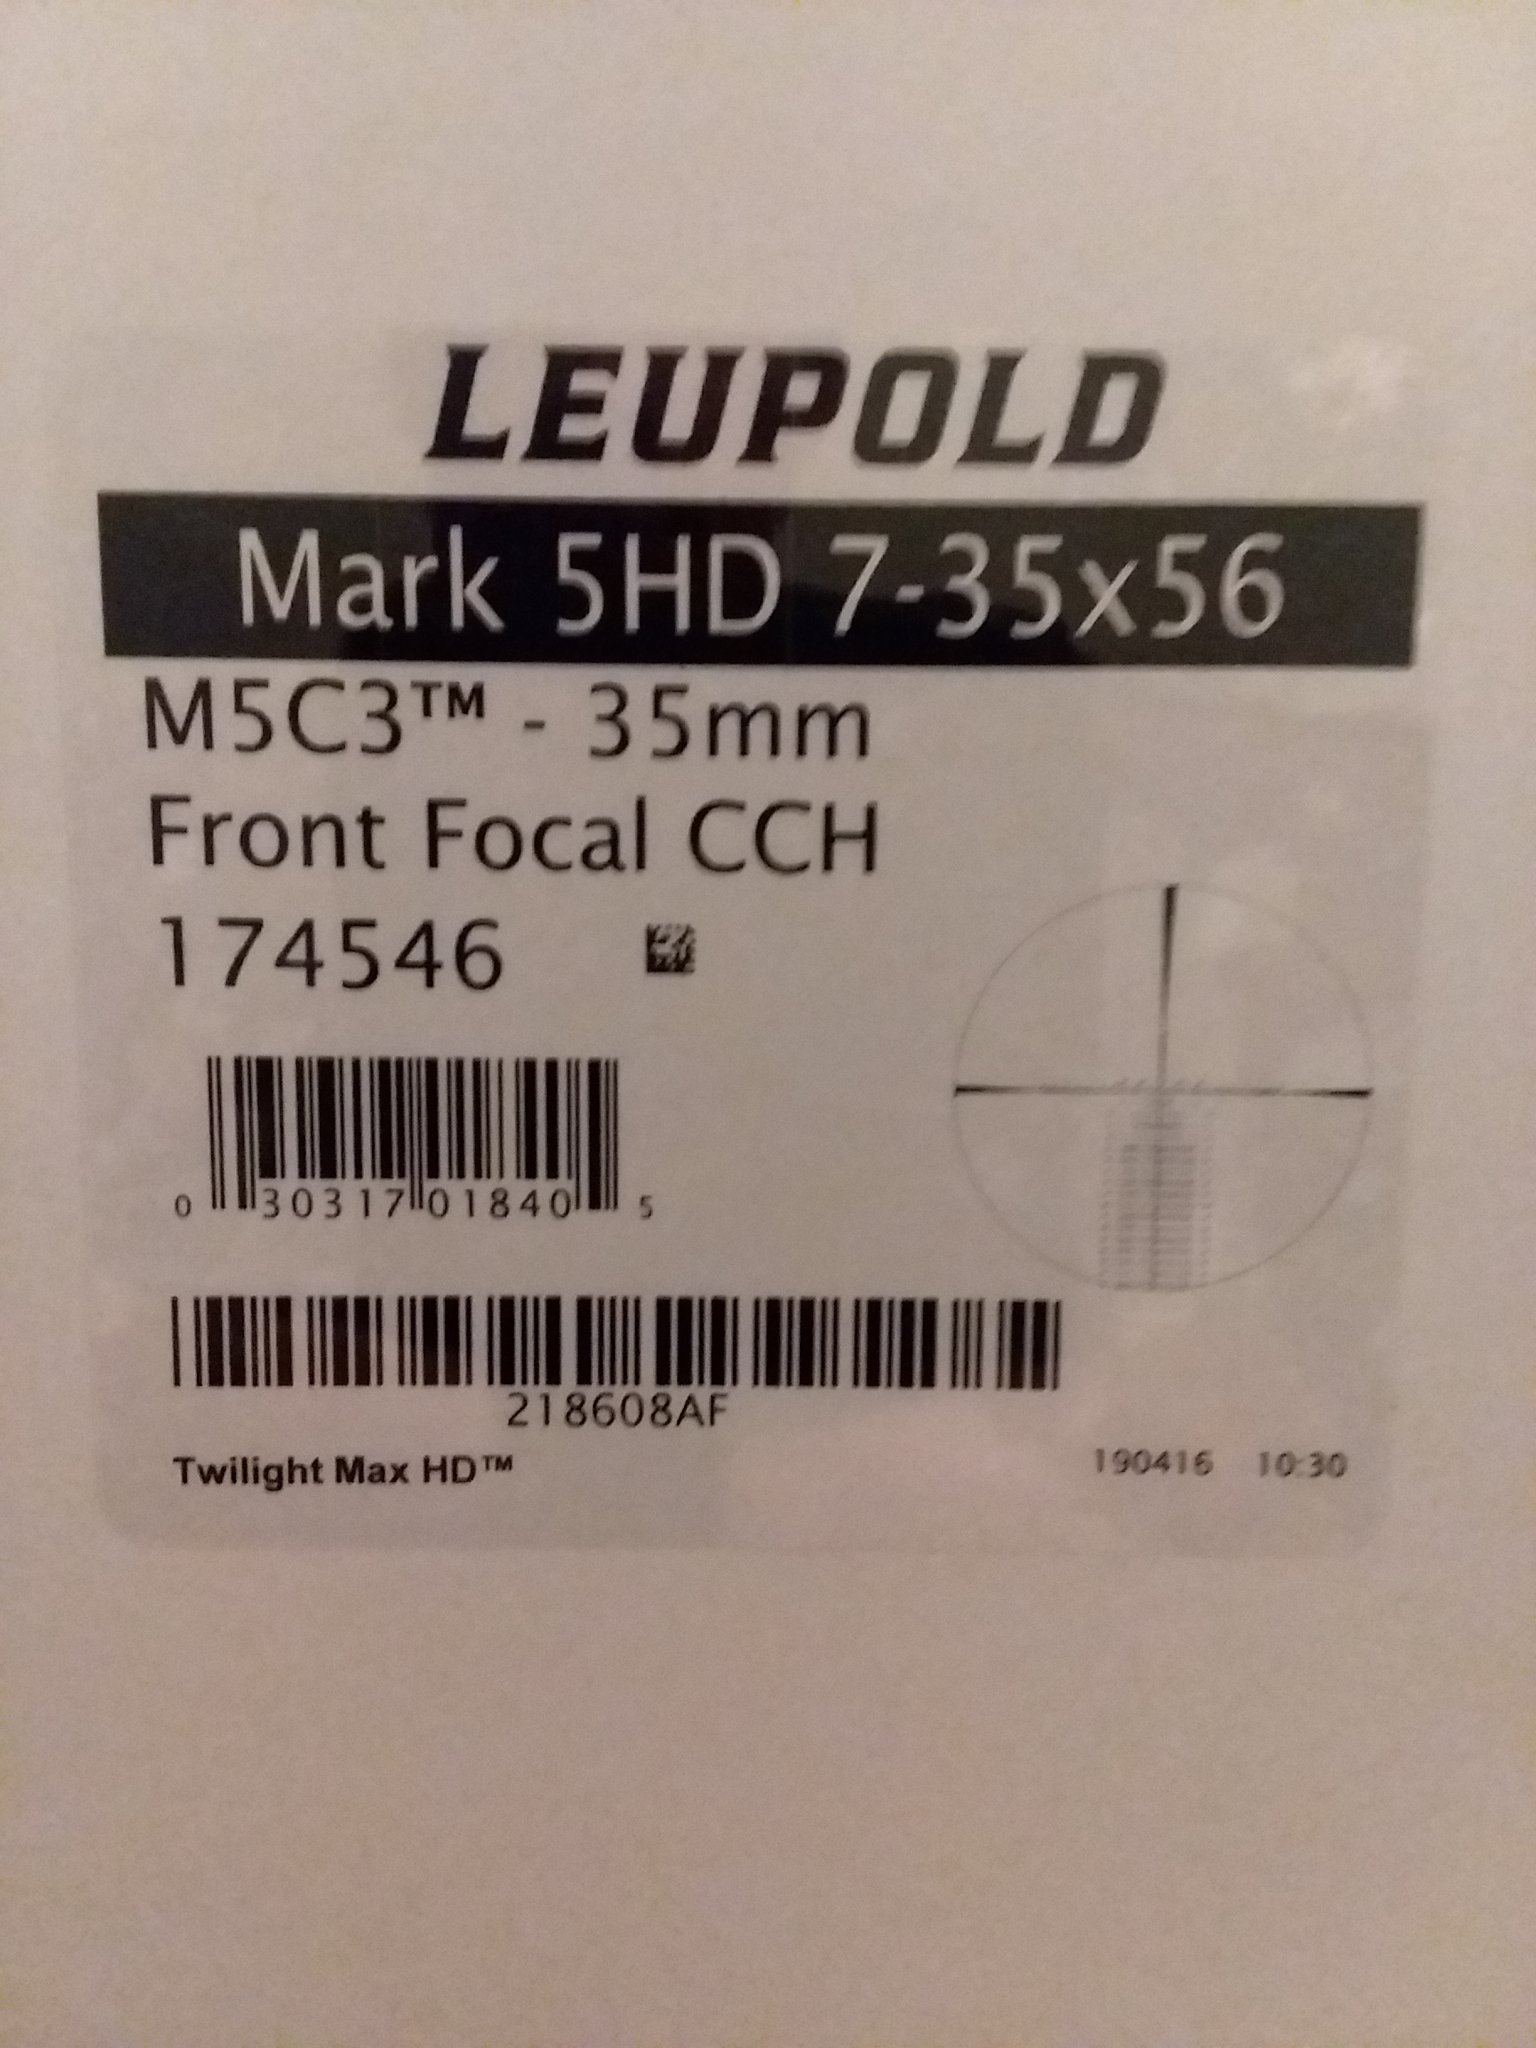 LEUPOLD
Mark 5HD 7-35x56
M5C3™ - 35mm
Front Focal CCH
174546
0 30317 01840 5
218608AF
Twilight Max HD™
190416 10:30